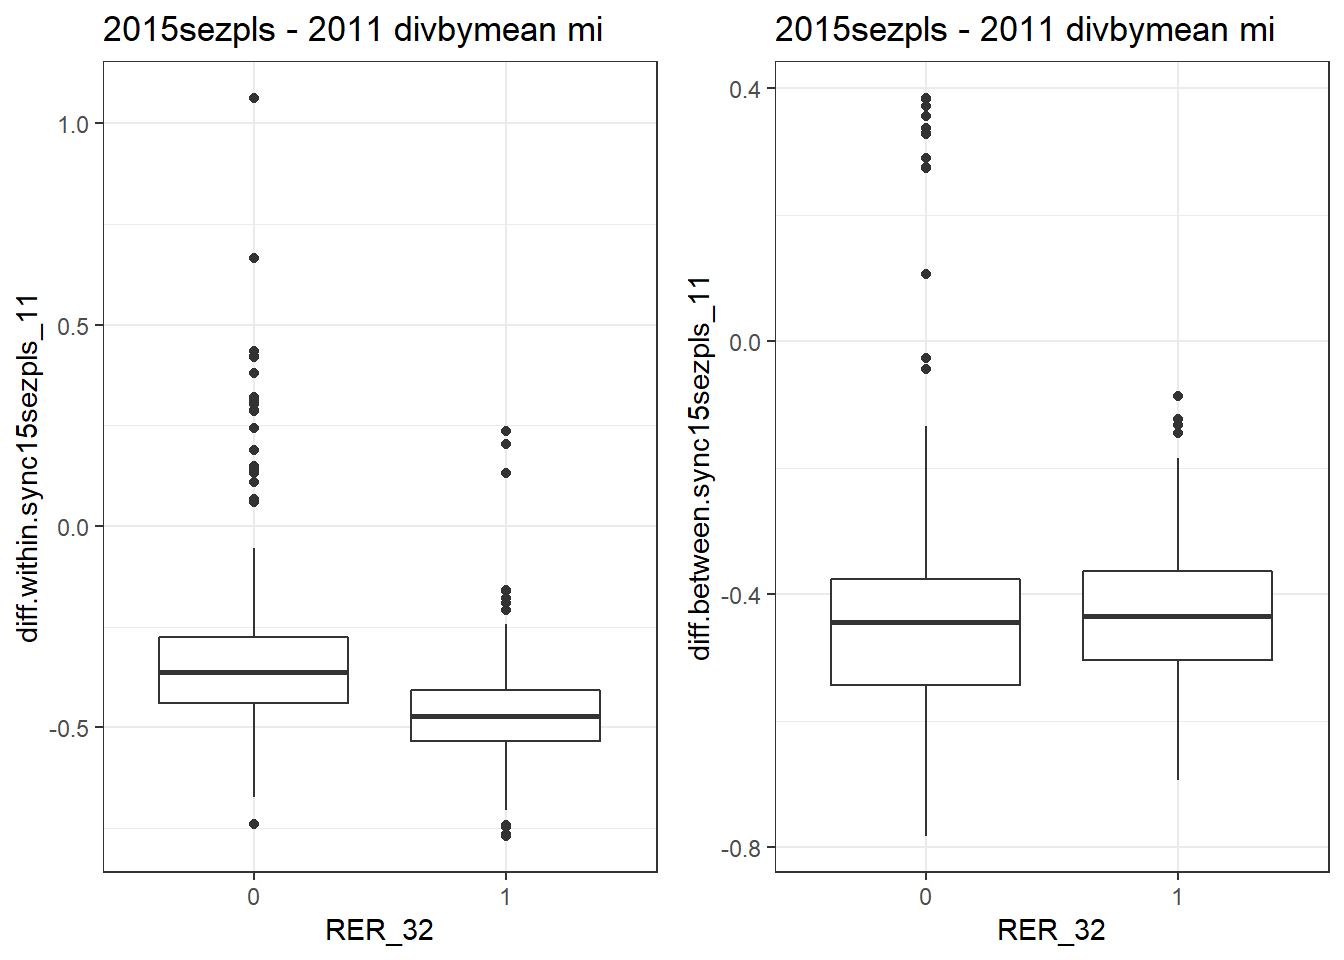 2015sezpls - 2011 divbymean mi
diff.within.sync15sezpls_11
1.0
0.5
0.0
-0.5
0
1
RER_32
2015sezpls - 2011 divbymean mi
diff.between.sync15sezpls_11
0.4
0.0
-0.4
-0.8
0
1
RER_32